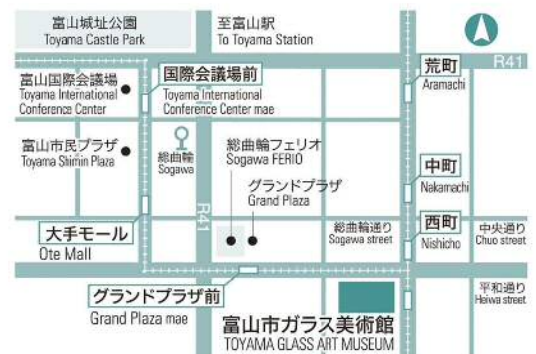 富山城址公園
Toyama Castle Park
至富山駅
To Toyama Station
R41
富山国際会議場
Toyama International
Conference Center
国際会議場前
Toyama International
Conference Center mae
荒町
Aramachi
富山市民プラザ
Toyama Shimin Plaza
総曲輪
Sogawa
総曲輪フェリオ
Sogawa FERIO
グランドプラザ
Grand Plaza
中町
Nakamachi
R41
大手モール
Ote Mall
総曲輪通り
Sogawa street
西町
Nishicho
中央通り
Chuo street
グランドプラザ前
Grand Plaza mae
平和通り
Heiwa street
富山市ガラス美術館
TOYAMA GLASS ART MUSEUM